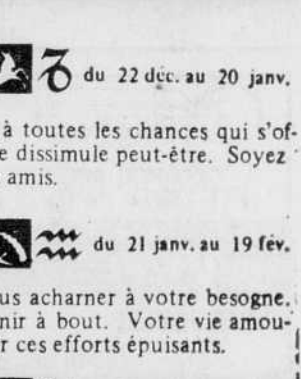 du 22 déc. au 20 janv.
à toutes les chances qui s'of-
e dissimule peut-être. Soyez
amis.
du 21 janv. au 19 fév.
us acharner à votre besogne.
nir à bout. Votre vie amou-
r ces efforts épuisants.